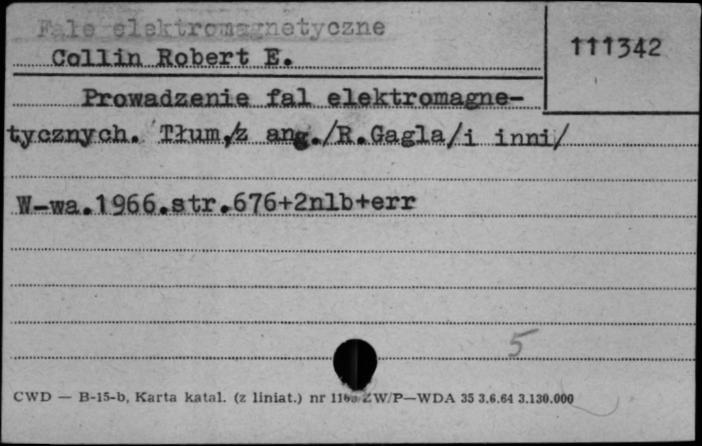 Fale elektromagnetyczne
111342
Collin Robert E.
Prowadzenie fal elektromagne-
tycznych. Tłum,/z ang./R.Gagla/i inni/
W-wa.1966.str.676+2nlb+err
5
CWD — B-15-b, Karta katal. (z liniat.) nr ZW/P—WDA 35 3.6.64 3.130.000